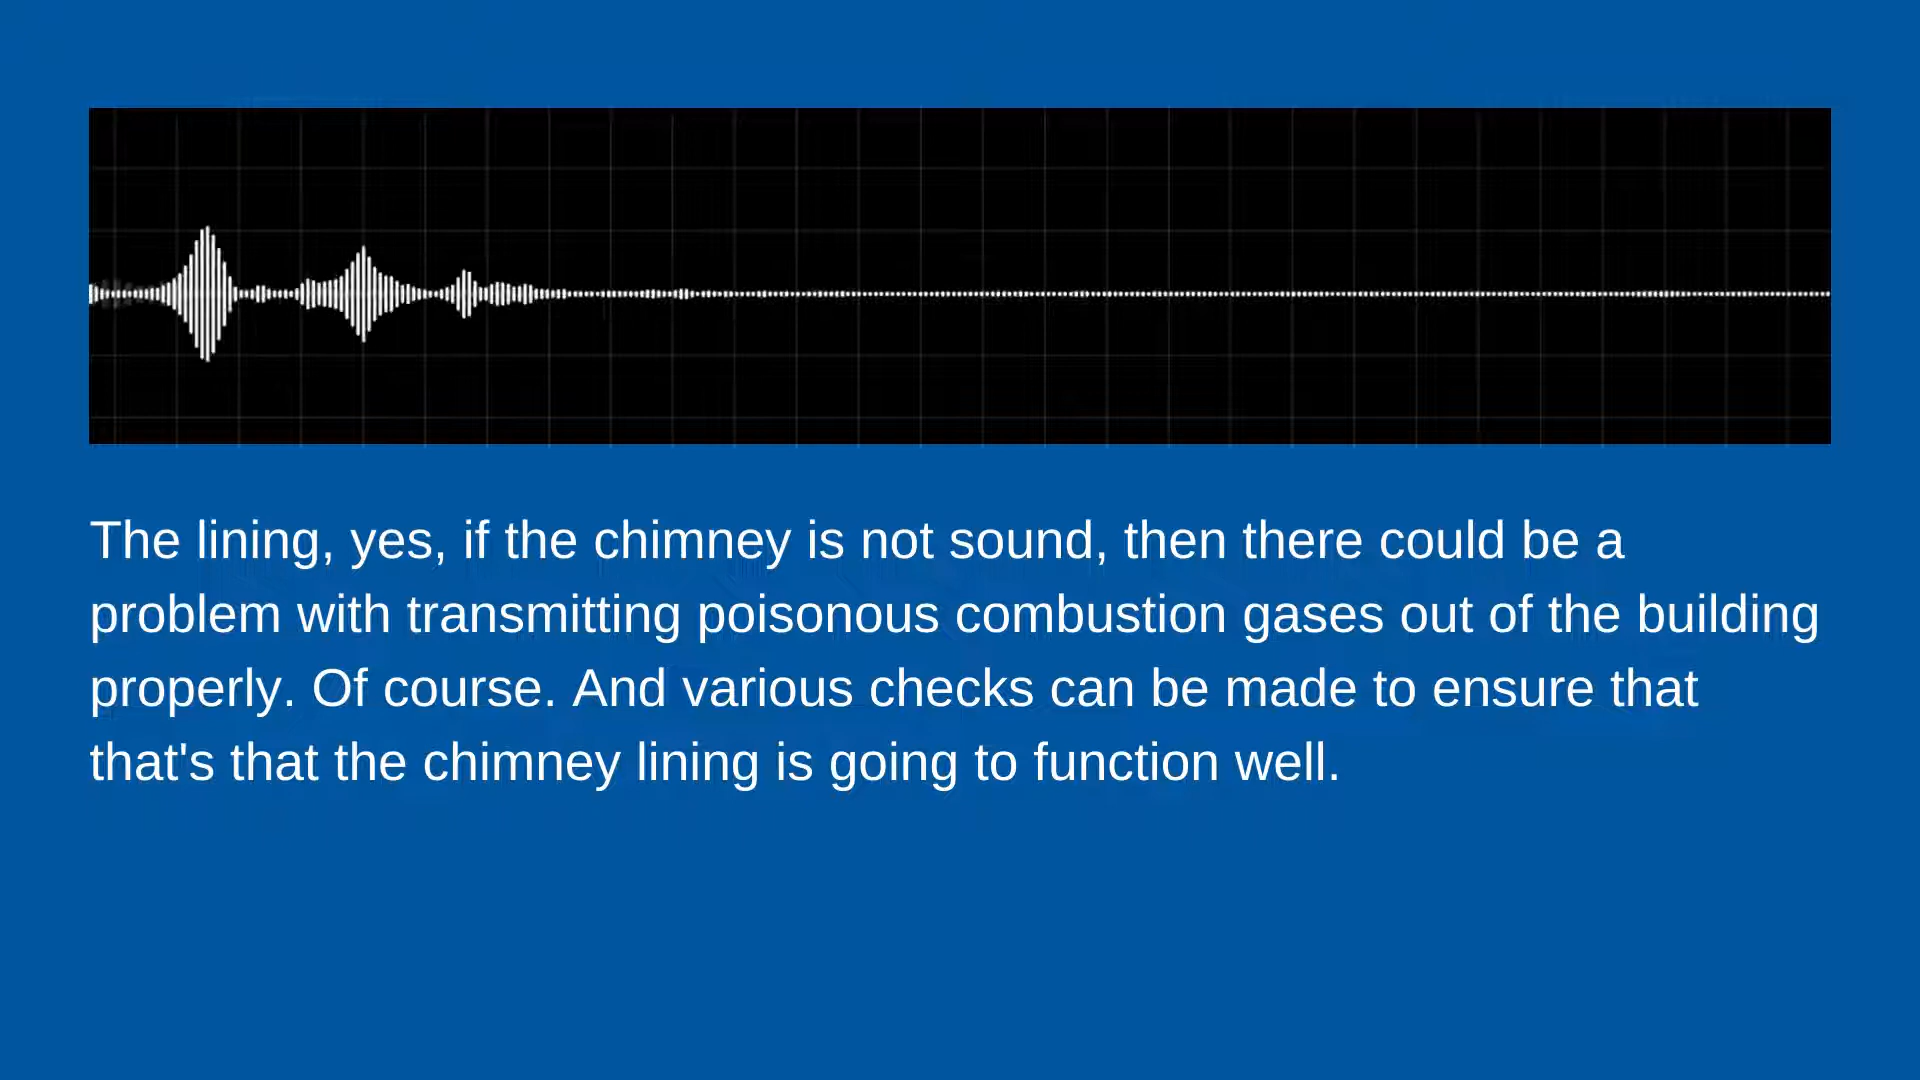 The lining, yes, if the chimney is not sound, then there could be a
problem with transmitting poisonous combustion gases out of the building
properly. Of course. And various checks can be made to ensure that
that's that the chimney lining is going to function well.